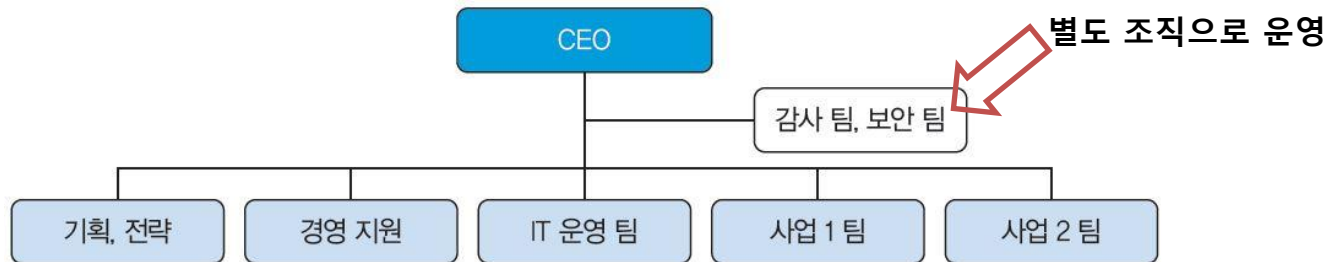 CEO
별도 조직으로 운영
감사 팀, 보안 팀
기획, 전략
경영 지원
IT 운영 팀
사업 1 팀
사업 2 팀